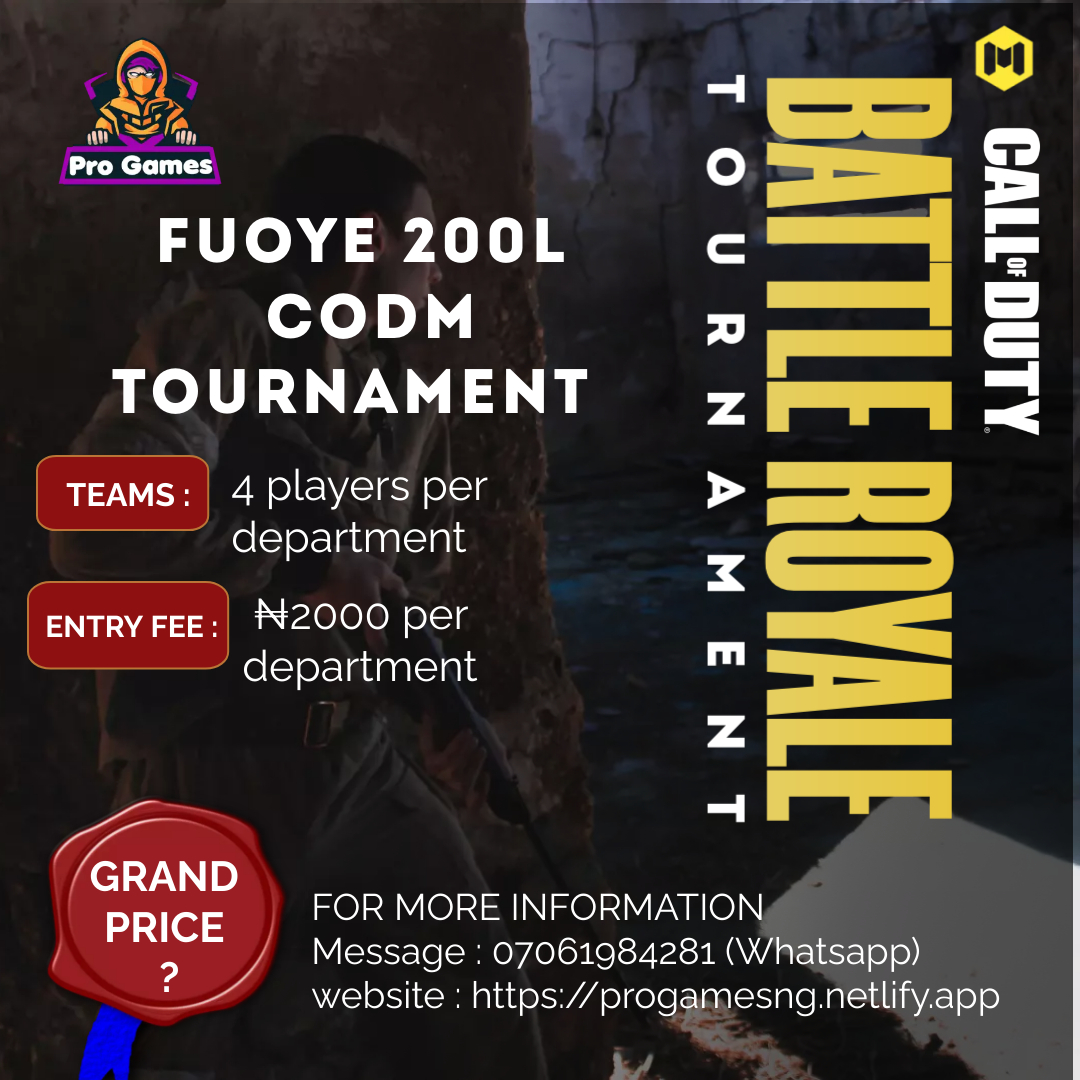 Pro Games
FUOYE 200L
CODM
TOURNAMENT
TEAMS :
4 players per
department
ENTRY FEE :
₦2000 per
department
GRAND
PRICE
?
FOR MORE INFORMATION
Message : 07061984281 (Whatsapp)
website : https://progamesng.netlify.app
CALL OF DUTY®
BATTLE ROYALE
TOURNAMENT